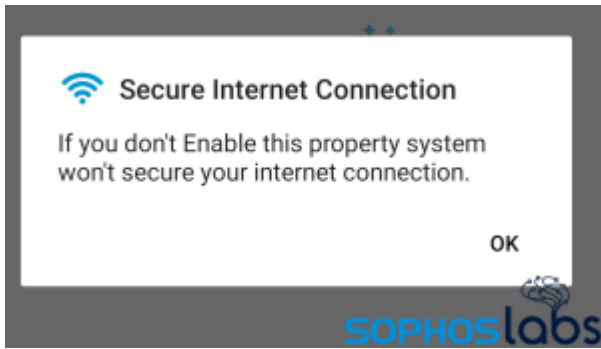 Secure Internet Connection
If you don't Enable this property system
won't secure your internet connection.
OK
SOPHOSlabs